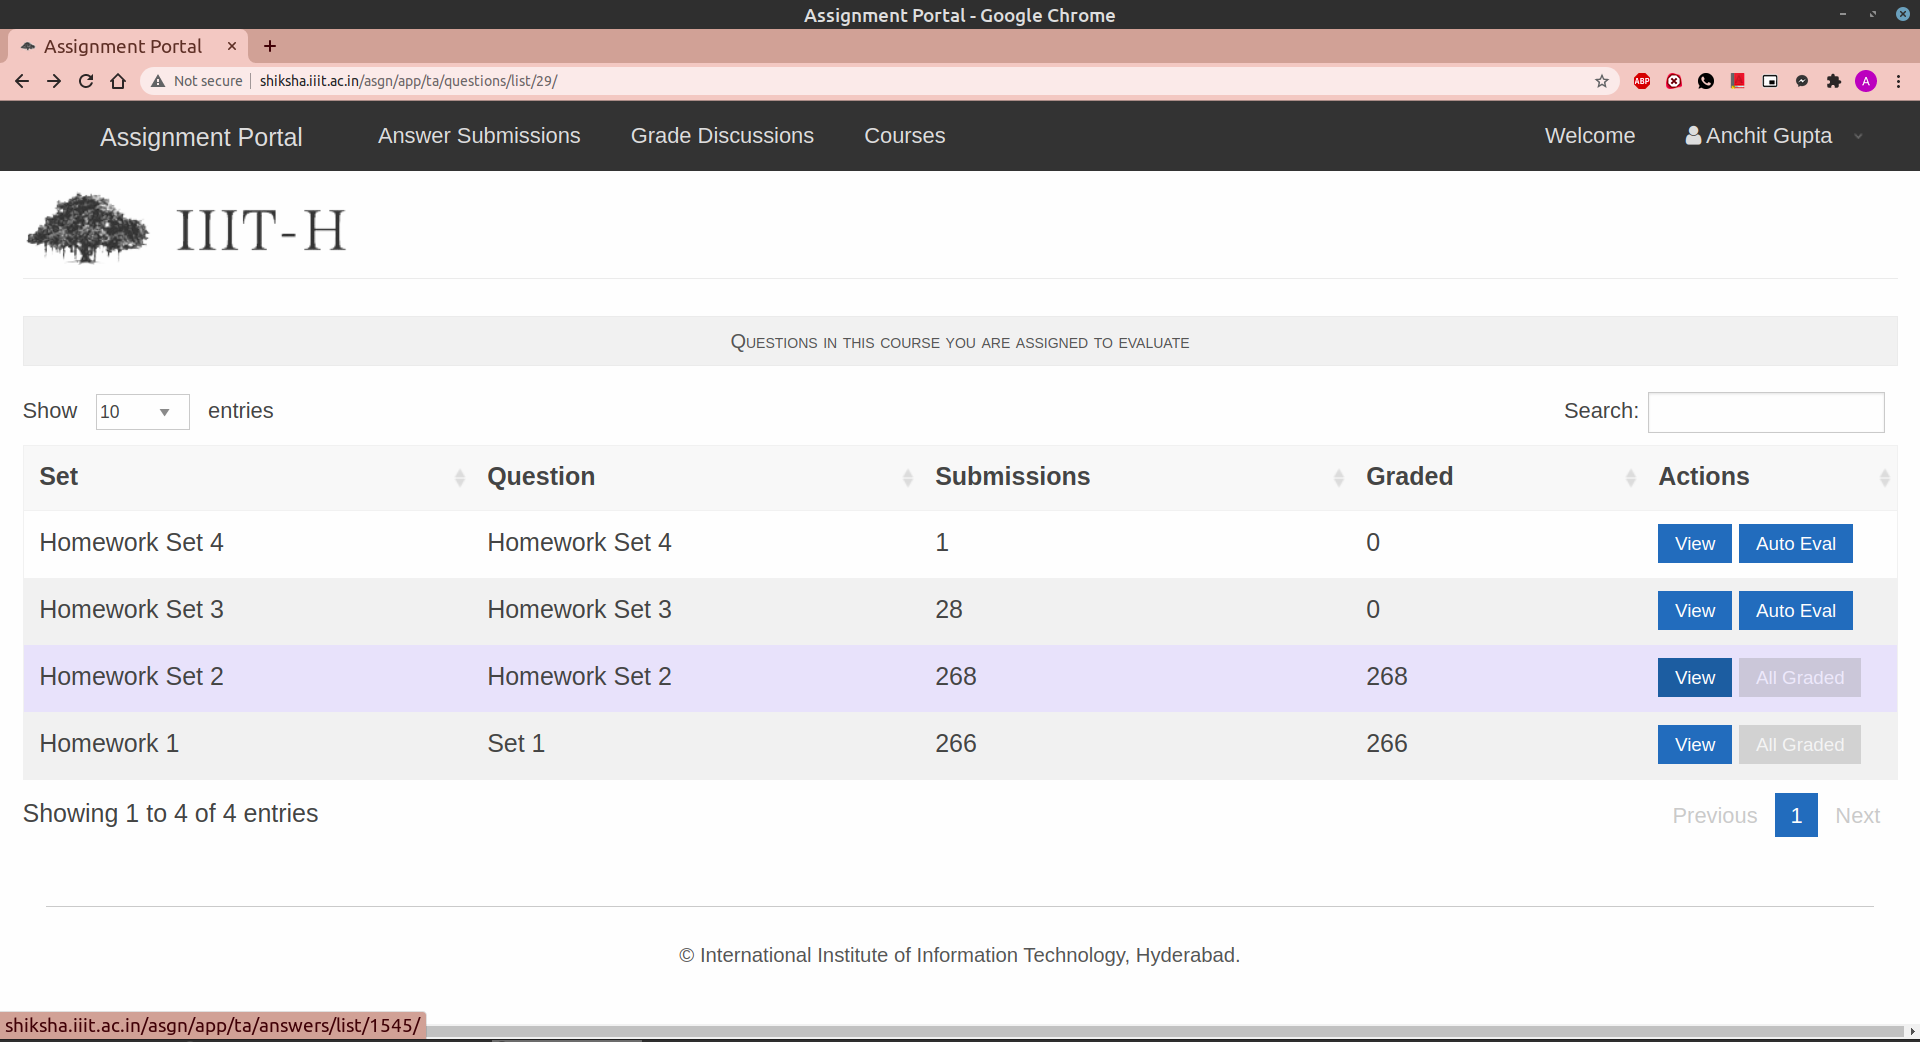 Assignment Portal - Google Chrome
Assignment Portal
Not secure shiksha.iiit.ac.in/asgn/app/ta/questions/list/29/
ABP
A
Assignment Portal Answer Submissions Grade Discussions Courses Welcome Anchit Gupta
IIIT-H
Questions in this course you are assigned to evaluate
Show 10 entries Search:
Set Question Submissions Graded Actions
Homework Set 4 Homework Set 4 1 0 View Auto Eval
Homework Set 3 Homework Set 3 28 0 View Auto Eval
Homework Set 2 Homework Set 2 268 268 View All Graded
Homework 1 Set 1 266 266 View All Graded
Showing 1 to 4 of 4 entries Previous 1 Next
© International Institute of Information Technology, Hyderabad.
shiksha.iiit.ac.in/asgn/app/ta/answers/list/1545/